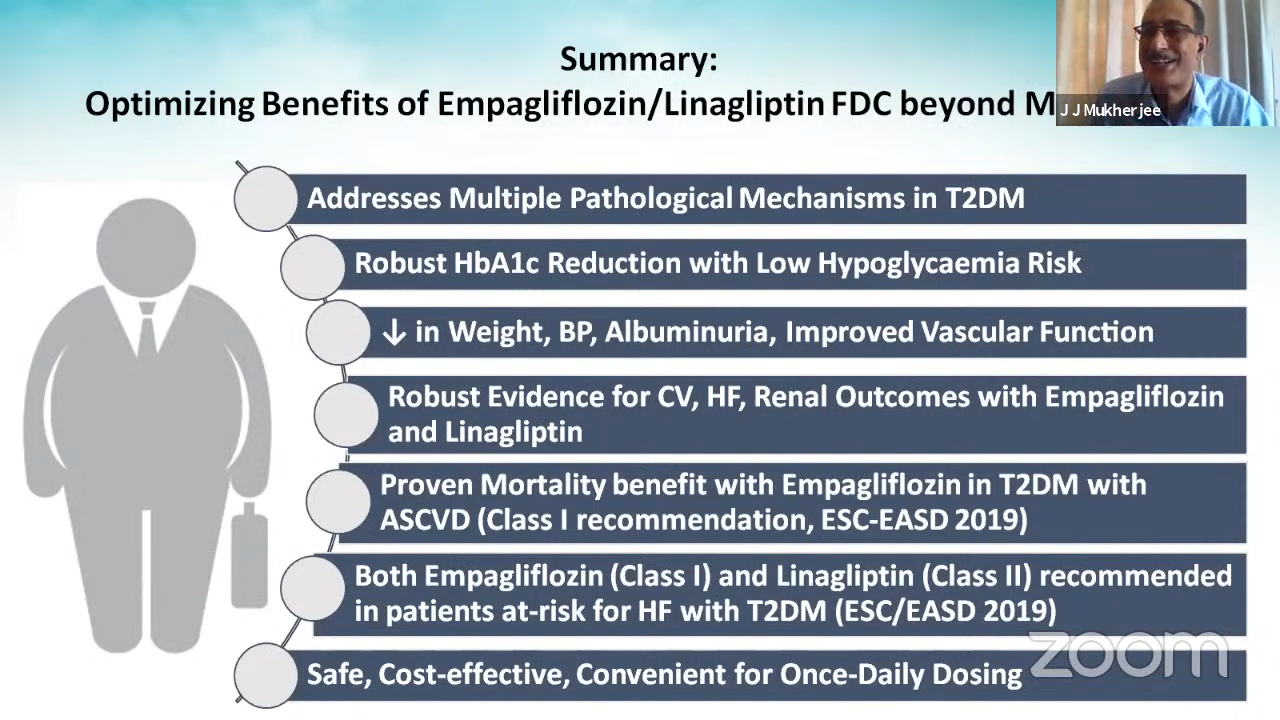 Summary:
Optimizing Benefits of Empagliflozin/Linagliptin FDC beyond M
J J Mukherjee
Addresses Multiple Pathological Mechanisms in T2DM
Robust HbA1c Reduction with Low Hypoglycaemia Risk
↓ in Weight, BP, Albuminuria, Improved Vascular Function
Robust Evidence for CV, HF, Renal Outcomes with Empagliflozin
and Linagliptin
Proven Mortality benefit with Empagliflozin in T2DM with
ASCVD (Class I recommendation, ESC-EASD 2019)
Both Empagliflozin (Class I) and Linagliptin (Class II) recommended
in patients at-risk for HF with T2DM (ESC/EASD 2019)
Safe, Cost-effective, Convenient for Once-Daily Dosing
zoom